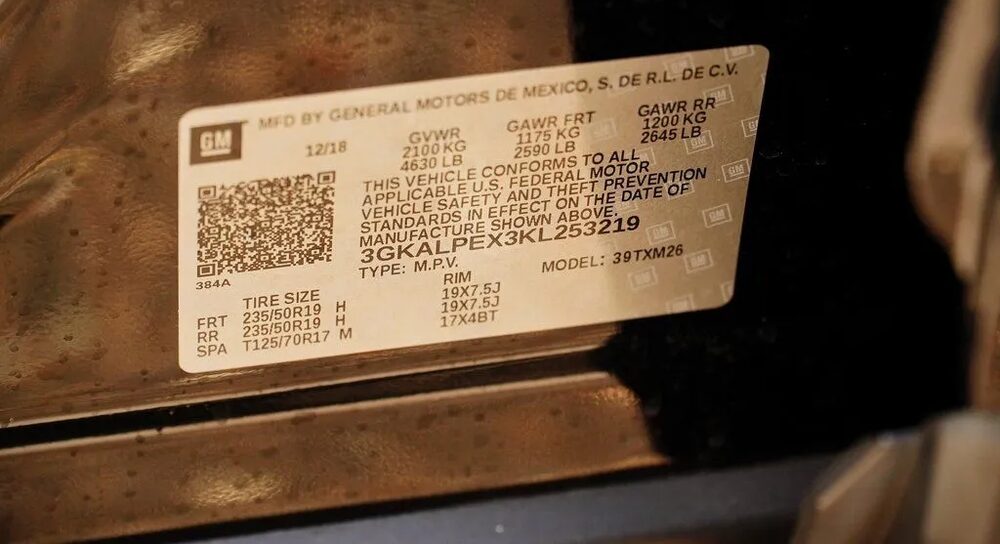 MFD BY GENERAL MOTORS DE MEXICO, S. DE R.L. DE C.V.
GM
12/18
GVWR GAWR FRT GAWR RR
2100 KG 1175 KG 1200 KG
4630 LB 2590 LB 2645 LB
THIS VEHICLE CONFORMS TO ALL
APPLICABLE U.S. FEDERAL MOTOR
VEHICLE SAFETY AND THEFT PREVENTION
STANDARDS IN EFFECT ON THE DATE OF
MANUFACTURE SHOWN ABOVE.
3GKALPEX3KL253219
TYPE: M.P.V. MODEL: 39TXM26
384A
TIRE SIZE RIM
FRT 235/50R19 H 19X7.5J
RR 235/50R19 H 19X7.5J
SPA T125/70R17 M 17X4BT